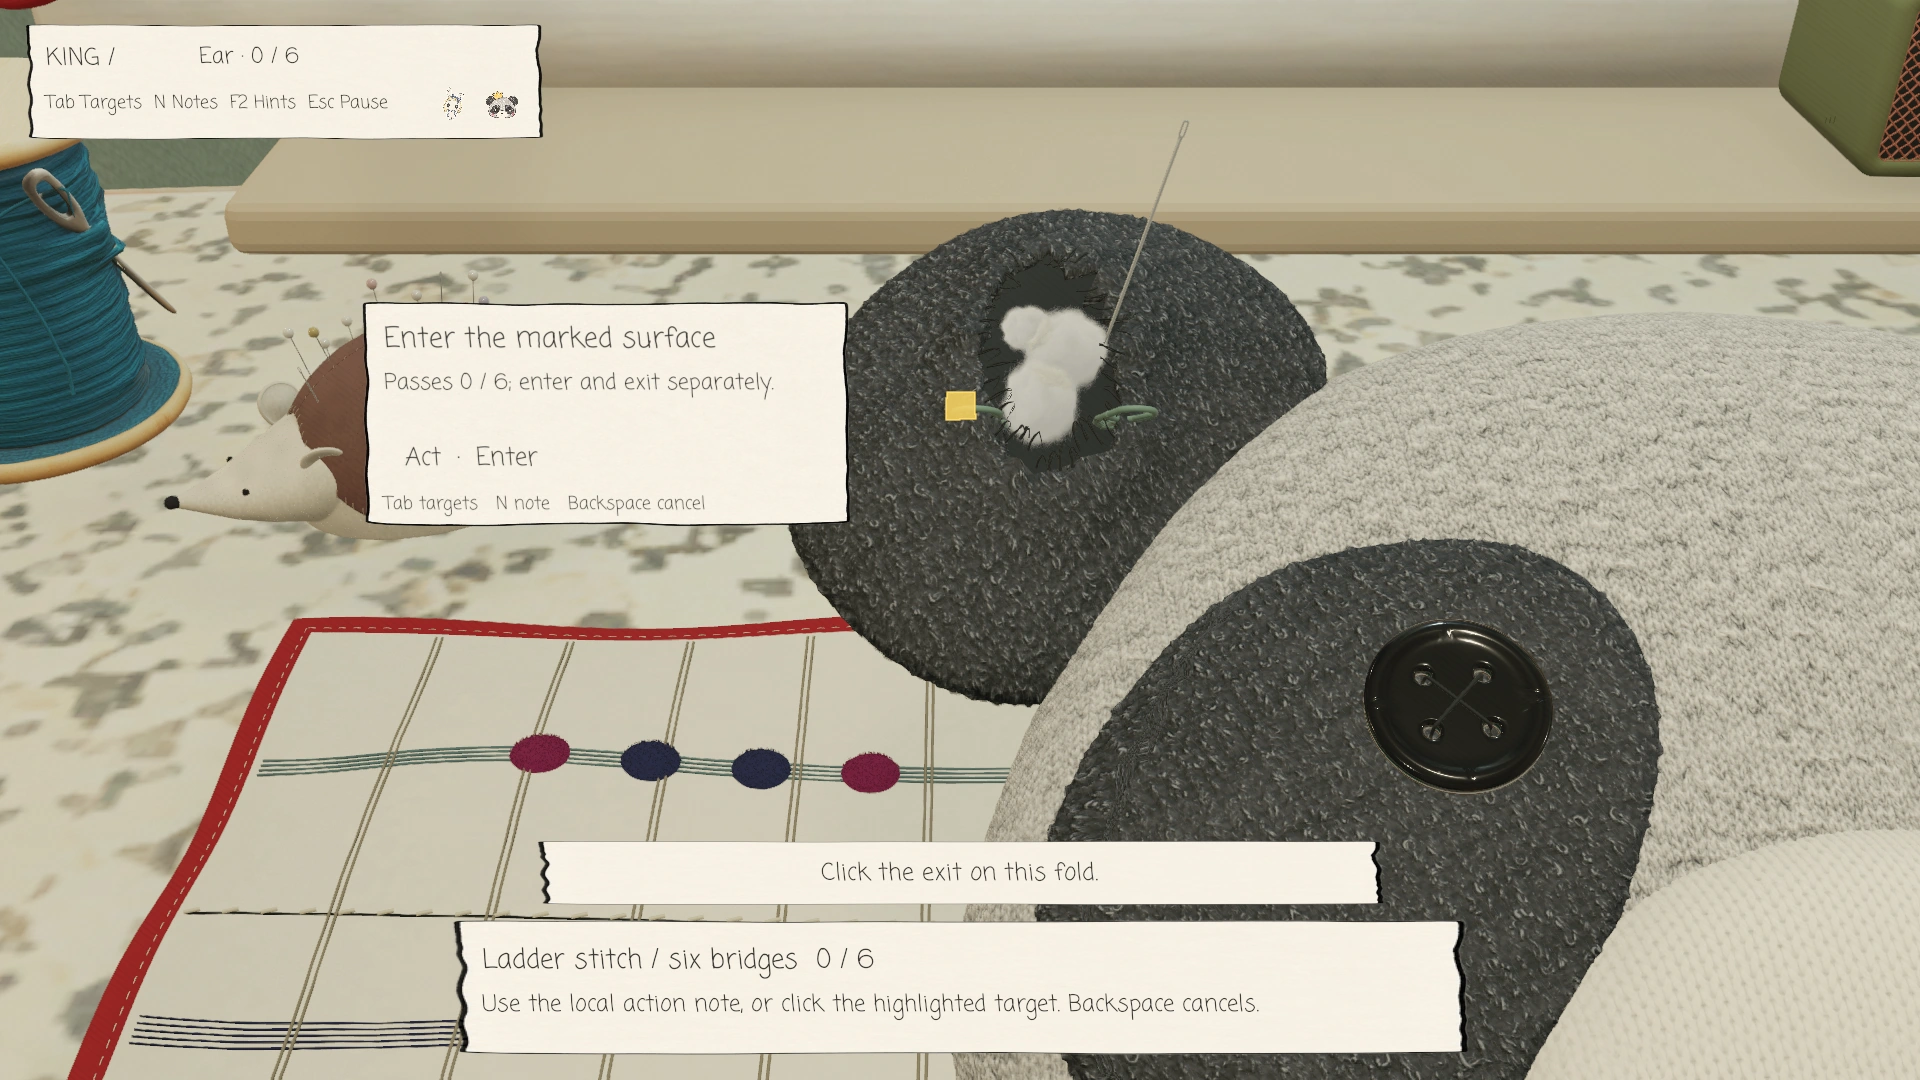 KING / Ear · 0 / 6
Tab Targets N Notes F2 Hints Esc Pause
Enter the marked surface
Passes 0 / 6; enter and exit separately.
Act · Enter
Tab targets N note Backspace cancel
Click the exit on this fold.
Ladder stitch / six bridges 0 / 6
Use the local action note, or click the highlighted target. Backspace cancels.